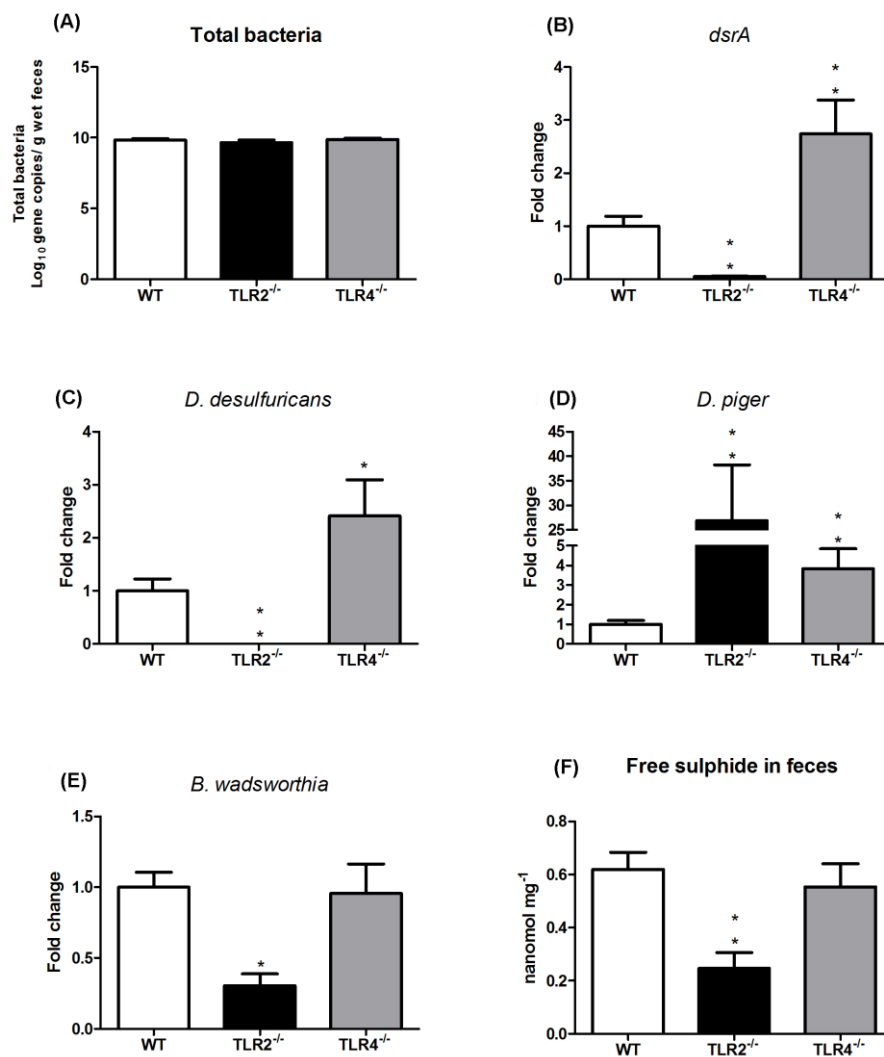 (A)
Total bacteria
Total bacteria
Log₁₀ gene copies/ g wet feces
15
10
5
0
WT
TLR2⁻/⁻
TLR4⁻/⁻
(B)
dsrA
Fold change
4
3
2
1
0
*
*
*
*
WT
TLR2⁻/⁻
TLR4⁻/⁻
(C)
D. desulfuricans
Fold change
4
3
2
1
0
*
*
*
WT
TLR2⁻/⁻
TLR4⁻/⁻
(D)
D. piger
Fold change
45
40
35
30
25
5
4
3
2
1
0
*
*
*
*
WT
TLR2⁻/⁻
TLR4⁻/⁻
(E)
B. wadsworthia
Fold change
1.5
1.0
0.5
0.0
*
WT
TLR2⁻/⁻
TLR4⁻/⁻
(F)
Free sulphide in feces
nanomol mg⁻¹
0.8
0.6
0.4
0.2
0.0
*
*
WT
TLR2⁻/⁻
TLR4⁻/⁻